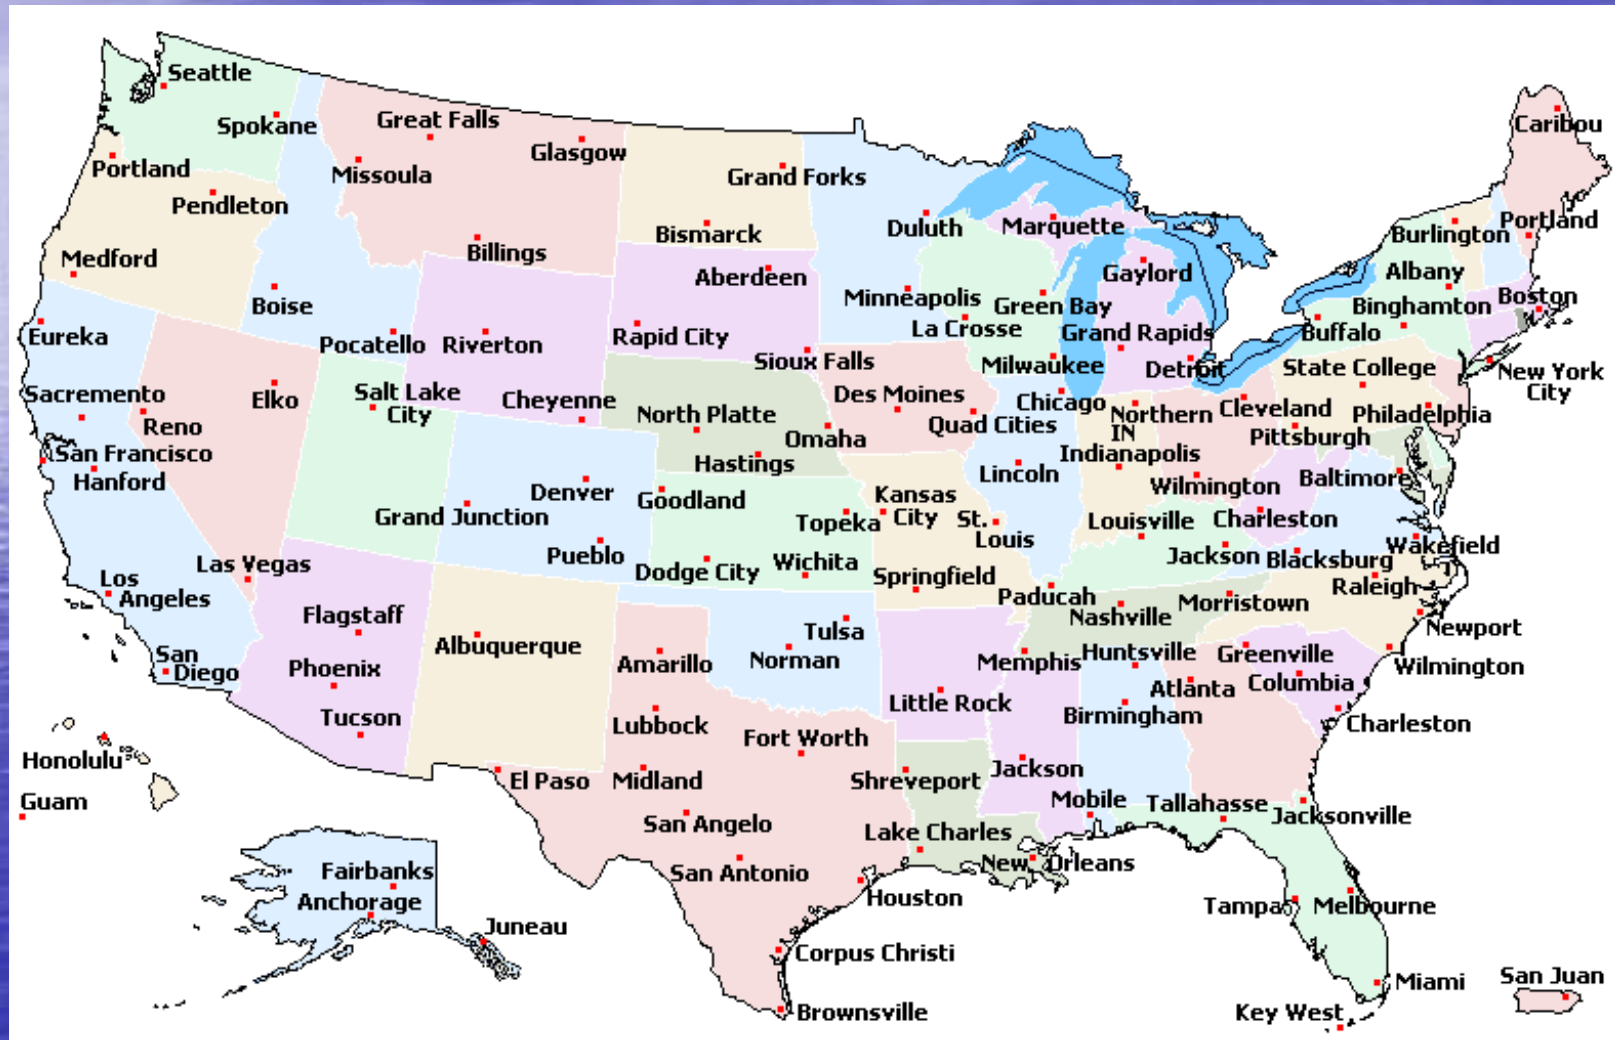 Seattle
Spokane
Great Falls
Glasgow
Caribou
Portland
Missoula
Grand Forks
Pendleton
Duluth
Marquette
Burlington
Portland
Billings
Bismarck
Medford
Aberdeen
Gaylord
Albany
Boise
Minneapolis
Green Bay
Binghamton
Boston
Eureka
Pocatello
Riverton
Rapid City
La Crosse
Grand Rapids
Buffalo
Sioux Falls
Milwaukee
Detroit
State College
New York
City
Sacremento
Elko
Salt Lake
City
Cheyenne
North Platte
Des Moines
Chicago
Northern
IN
Cleveland
Philadelphia
Reno
Omaha
Quad Cities
Pittsburgh
San Francisco
Hanford
Hastings
Lincoln
Indianapolis
Wilmington
Baltimore
Denver
Goodland
Kansas
City
Grand Junction
Topeka
St.
Louis
Louisville
Charleston
Pueblo
Dodge City
Wichita
Jackson
Blacksburg
Wakefield
Las Vegas
Springfield
Raleigh
Los
Angeles
Paducah
Nashville
Morristown
Flagstaff
Tulsa
Newport
Albuquerque
Amarillo
Norman
Memphis
Huntsville
Greenville
Wilmington
San
Diego
Phoenix
Little Rock
Atlanta
Columbia
Birmingham
Tucson
Lubbock
Fort Worth
Charleston
Honolulu
El Paso
Midland
Shreveport
Jackson
Guam
San Angelo
Mobile
Tallahasse
Jacksonville
Lake Charles
Fairbanks
San Antonio
New Orleans
Anchorage
Houston
Tampa
Melbourne
Juneau
Corpus Christi
Miami
San Juan
Brownsville
Key West